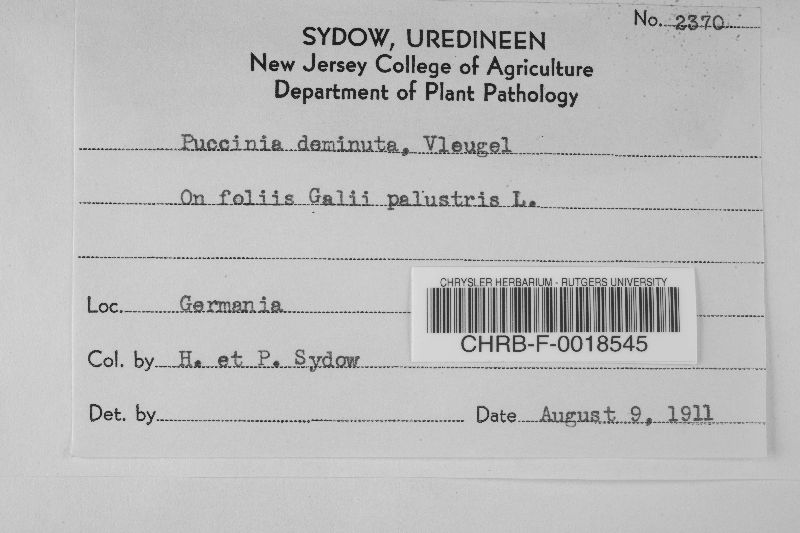 No. 2370
SYDOW, UREDINEEN
New Jersey College of Agriculture
Department of Plant Pathology
Puccinia deminuta, Vleugel
On foliis Galii palustris L.
Loc. Germania
CHRYSLER HERBARIUM - RUTGERS UNIVERSITY
CHRB-F-0018545
Col. by H. et P. Sydow
Det. by Date August 9, 1911